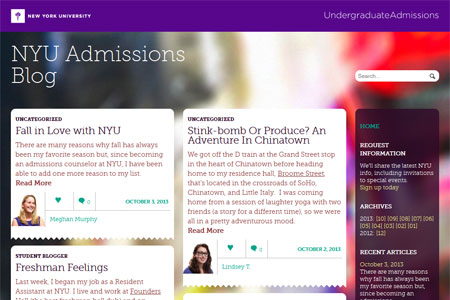 NEW YORK UNIVERSITY
UndergraduateAdmissions
NYU Admissions
Blog
Search...
UNCATEGORIZED
Fall in Love with NYU
There are many reasons why fall has always
been my favorite season but, since becoming
an admissions counselor at NYU, I have been
able to add one more reason to my list.
Read More
0
OCTOBER 3, 2013
Meghan Murphy
STUDENT BLOGGER
Freshman Feelings
Last week, I began my job as a Resident
Assistant at NYU. I live and work at Founders
UNCATEGORIZED
Stink-bomb Or Produce? An
Adventure In Chinatown
We got off the D train at the Grand Street stop
in the heart of Chinatown before heading
home to my residence hall, Broome Street,
that's located in the crossroads of SoHo,
Chinatown, and Little Italy. I was coming
home from a session of laughter yoga with two
friends (a story for a different time), so we were
all in a pretty adventurous mood.
Read More
0
OCTOBER 2, 2013
Lindsey T.
HOME
REQUEST
INFORMATION
We'll share the latest NYU
info, including invitations
to special events.
Sign up today
ARCHIVES
2013: [10] [09] [08] [07] [06]
[05] [04] [03] [02] [01]
2012: [12]
RECENT ARTICLES
October 3, 2013
There are many reasons
why fall has always been
my favorite season but,
since becoming an